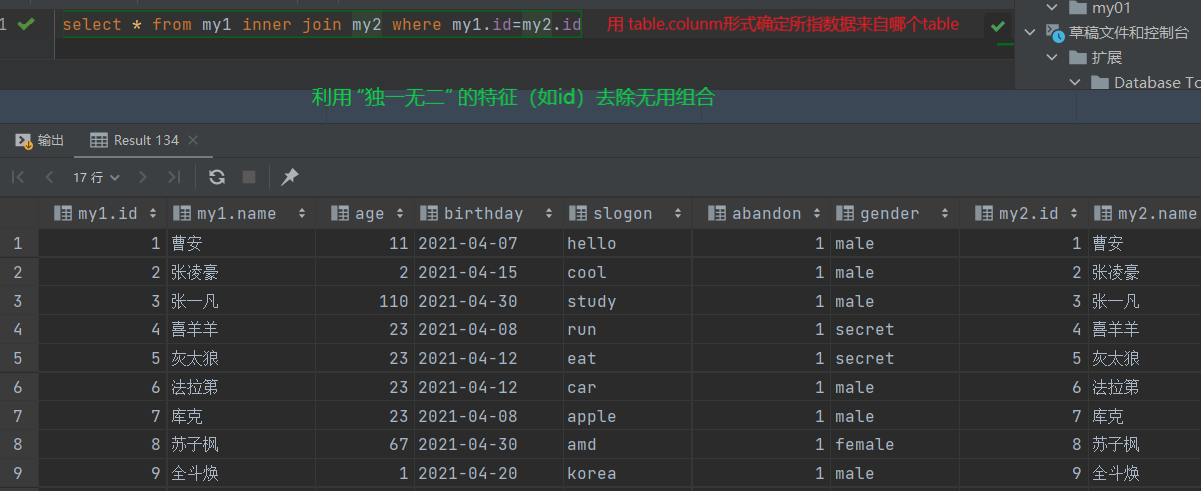 1 select * from my1 inner join my2 where my1.id=my2.id 用 table.colunm形式确定所指数据来自哪个table
my01
草稿文件和控制台
扩展
Database To
利用 “独一无二” 的特征（如id）去除无用组合
输出 Result 134
17 行
my1.id my1.name age birthday slogon abandon gender my2.id my2.name
1 1 曹安 11 2021-04-07 hello 1 male 1 曹安
2 2 张凌豪 2 2021-04-15 cool 1 male 2 张凌豪
3 3 张一凡 110 2021-04-30 study 1 male 3 张一凡
4 4 喜羊羊 23 2021-04-08 run 1 secret 4 喜羊羊
5 5 灰太狼 23 2021-04-12 eat 1 secret 5 灰太狼
6 6 法拉第 23 2021-04-12 car 1 male 6 法拉第
7 7 库克 23 2021-04-08 apple 1 male 7 库克
8 8 苏子枫 67 2021-04-30 amd 1 female 8 苏子枫
9 9 全斗焕 1 2021-04-20 korea 1 male 9 全斗焕